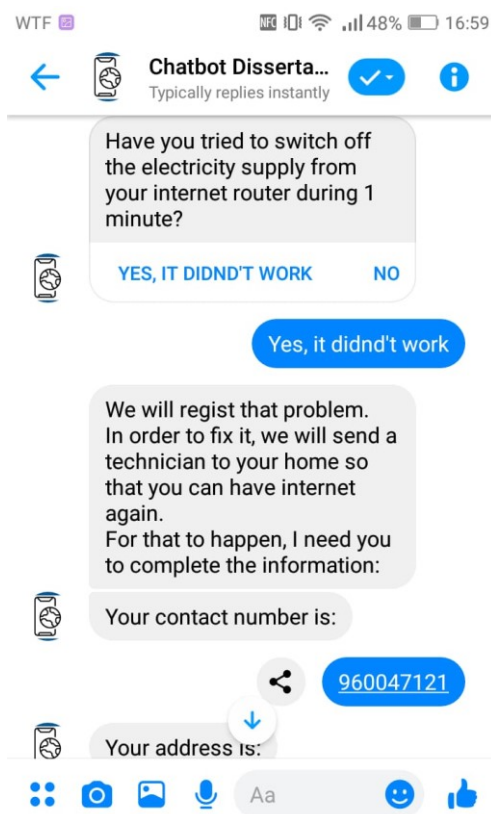 WTF NFC 48% 16:59
Chatbot Disserta...
Typically replies instantly
Have you tried to switch off
the electricity supply from
your internet router during 1
minute?
YES, IT DIDND'T WORK NO
Yes, it didnd't work
We will regist that problem.
In order to fix it, we will send a
technician to your home so
that you can have internet
again.
For that to happen, I need you
to complete the information:
Your contact number is:
960047121
Your address is:
Aa